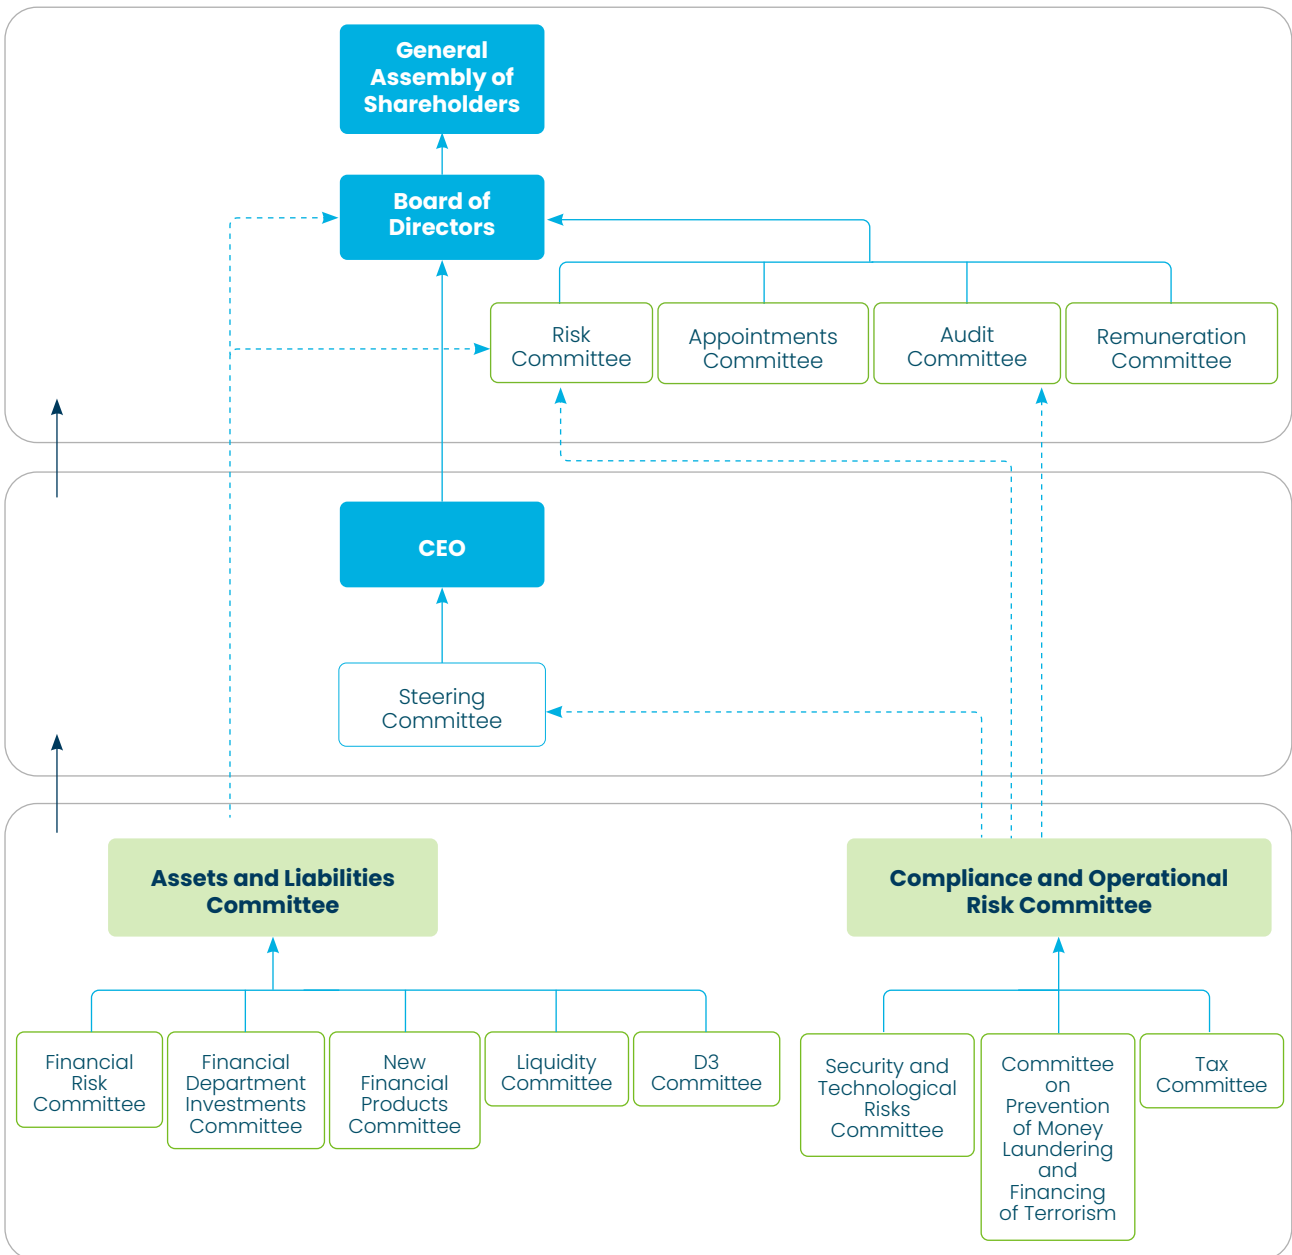 General
Assembly of
Shareholders
Board of
Directors
Risk
Committee
Appointments
Committee
Audit
Committee
Remuneration
Committee
CEO
Steering
Committee
Assets and Liabilities
Committee
Compliance and Operational
Risk Committee
Financial
Risk
Committee
Financial
Department
Investments
Committee
New
Financial
Products
Committee
Liquidity
Committee
D3
Committee
Security and
Technological
Risks
Committee
Committee
on
Prevention
of Money
Laundering
and
Financing
of Terrorism
Tax
Committee